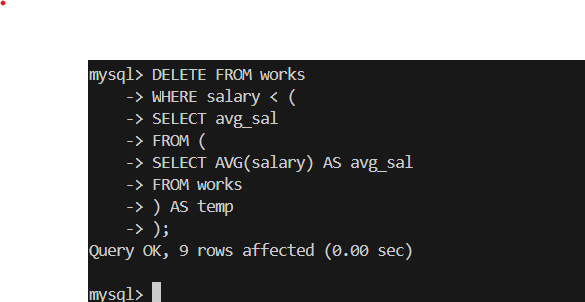 mysql> DELETE FROM works
-> WHERE salary < (
-> SELECT avg_sal
-> FROM (
-> SELECT AVG(salary) AS avg_sal
-> FROM works
-> ) AS temp
-> );
Query OK, 9 rows affected (0.00 sec)
mysql>